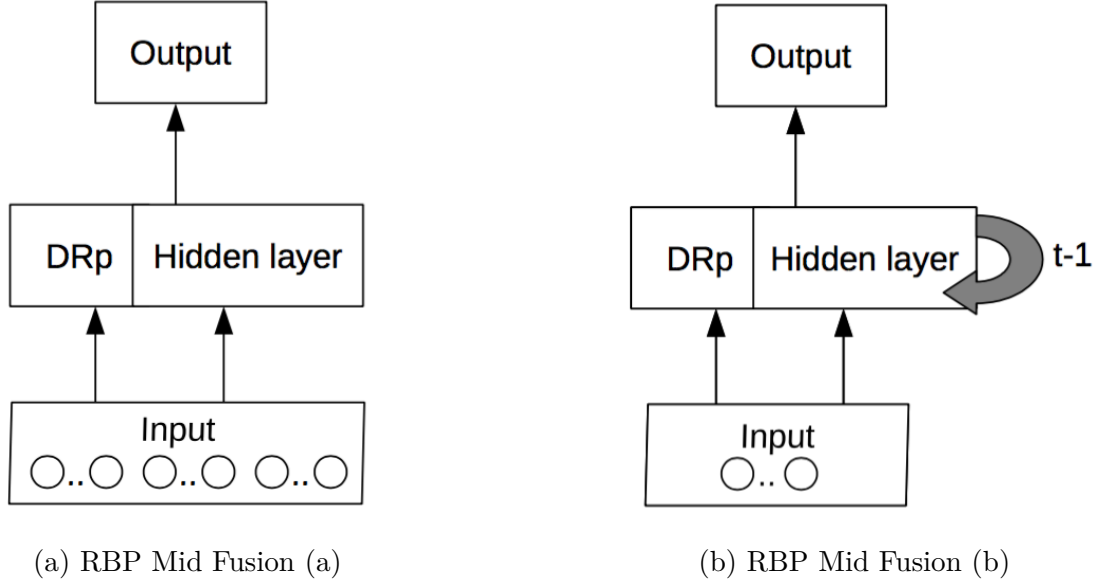 Output
DRp Hidden layer
Input
.. .. ..
(a) RBP Mid Fusion (a)
Output
DRp Hidden layer t-1
Input
..
(b) RBP Mid Fusion (b)